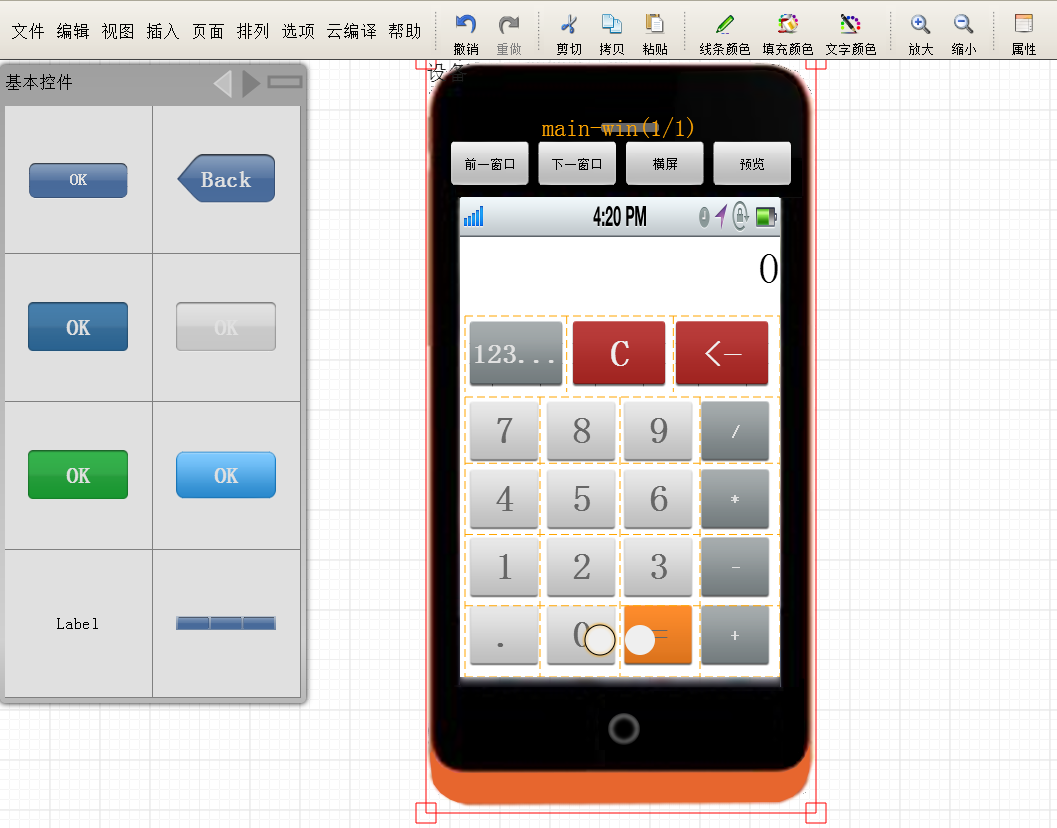 文件 编辑 视图 插入 页面 排列 选项 云编译 帮助
撤销 重做 剪切 拷贝 粘贴 线条颜色 填充颜色 文字颜色 放大 缩小 属性
基本控件
OK Back
OK OK
OK OK
Label
设备
main-win(1/1)
前一窗口 下一窗口 横屏 预览
4:20 PM
0
123... C <-
7 8 9 /
4 5 6 *
1 2 3 -
. 0 = +